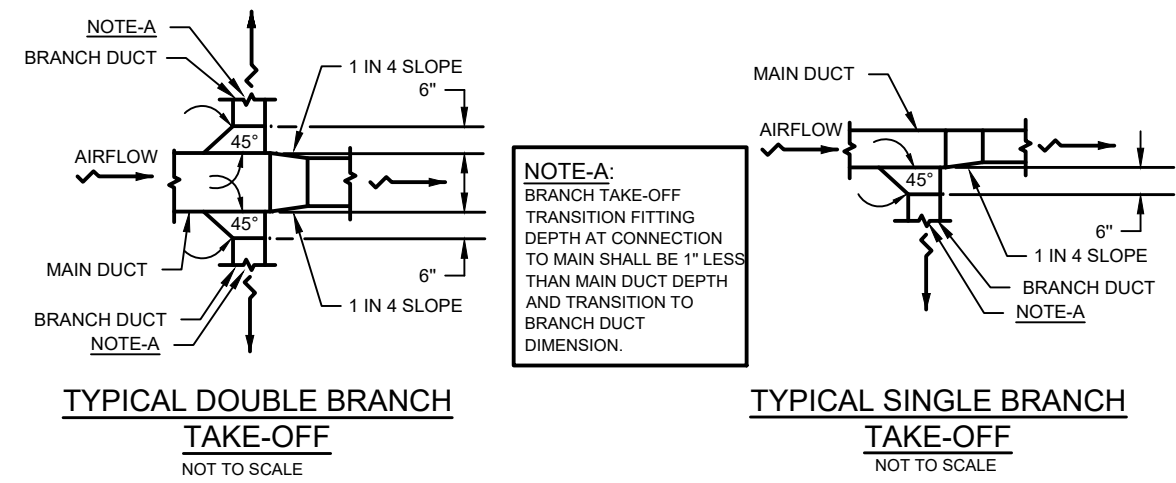 NOTE-A
BRANCH DUCT
1 IN 4 SLOPE
6"
45°
AIRFLOW
45°
MAIN DUCT
6"
1 IN 4 SLOPE
BRANCH DUCT
NOTE-A
TYPICAL DOUBLE BRANCH
TAKE-OFF
NOT TO SCALE
NOTE-A:
BRANCH TAKE-OFF
TRANSITION FITTING
DEPTH AT CONNECTION
TO MAIN SHALL BE 1" LESS
THAN MAIN DUCT DEPTH
AND TRANSITION TO
BRANCH DUCT
DIMENSION.
MAIN DUCT
AIRFLOW
45°
6"
1 IN 4 SLOPE
BRANCH DUCT
NOTE-A
TYPICAL SINGLE BRANCH
TAKE-OFF
NOT TO SCALE